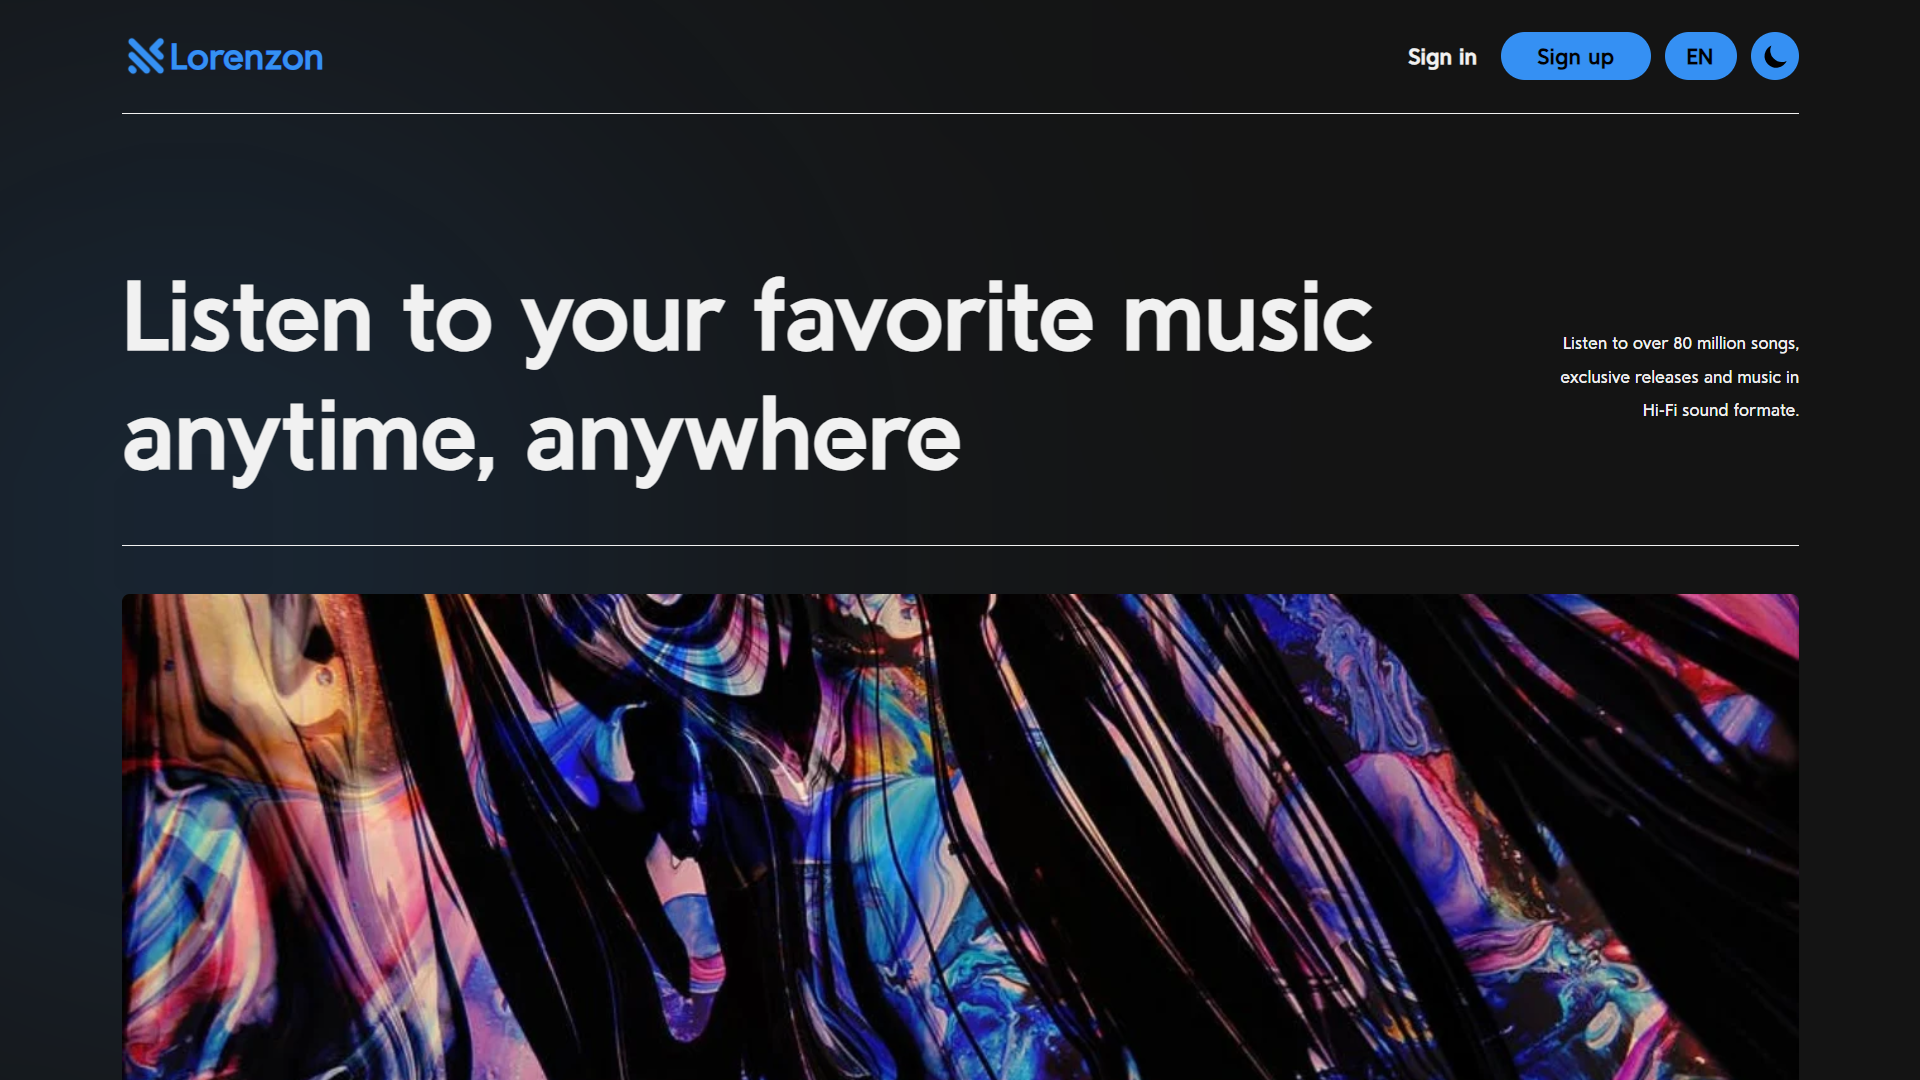 Lorenzon
Sign in
Sign up
EN
Listen to your favorite music
anytime, anywhere
Listen to over 80 million songs,
exclusive releases and music in
Hi-Fi sound formate.